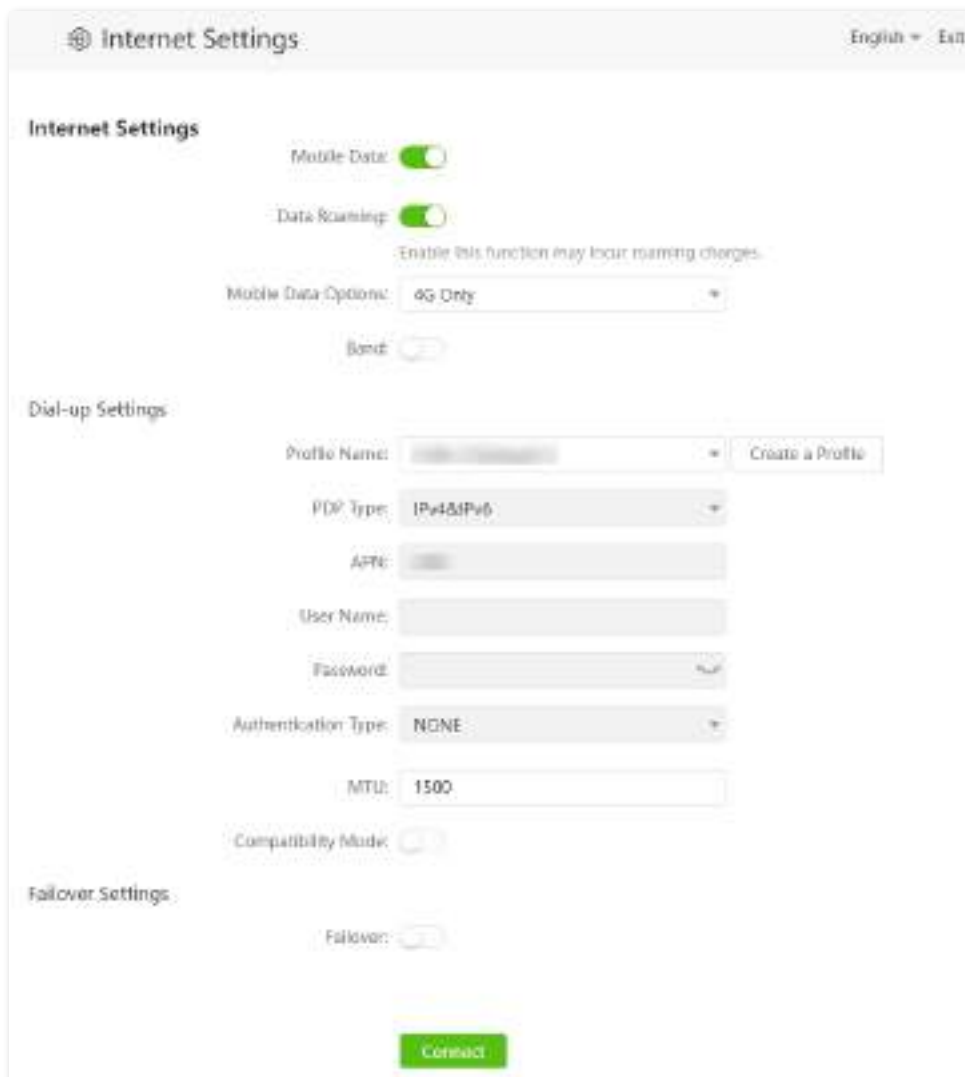 Internet Settings
English
Exit
Internet Settings
Mobile Data:
Data Roaming:
Enable this function may incur roaming charges.
Mobile Data Options: 4G Only
Band:
Dial-up Settings
Profile Name:
Create a Profile
PDP Type: IPv4&IPv6
APN:
User Name:
Password:
Authentication Type: NONE
MTU: 1500
Compatibility Mode:
Failover Settings
Failover:
Connect